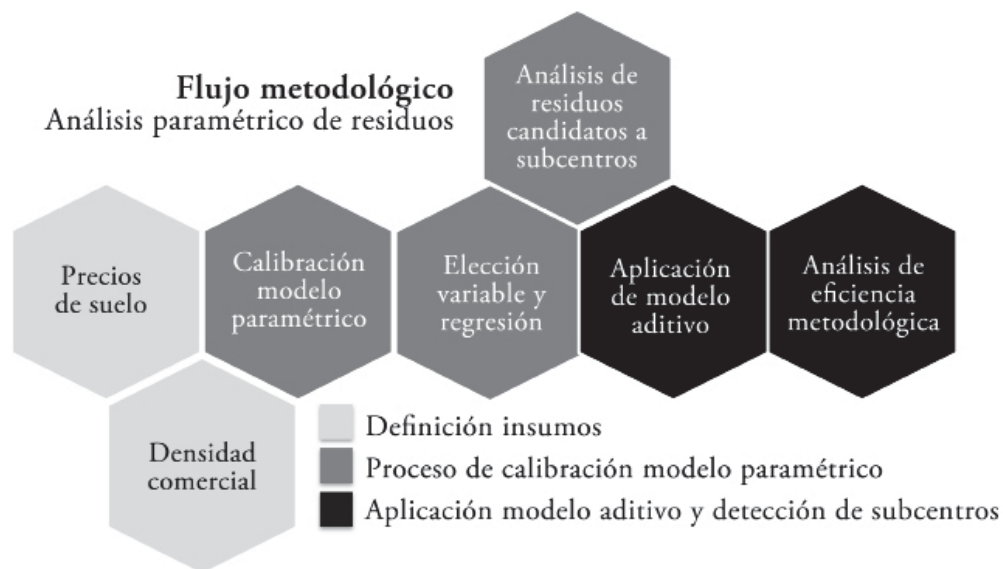 Flujo metodológico
Análisis paramétrico de residuos
Análisis de
residuos
candidatos a
subcentros
Precios
de suelo
Calibración
modelo
paramétrico
Elección
variable y
regresión
Aplicación
de modelo
aditivo
Análisis de
eficiencia
metodológica
Densidad
comercial
Definición insumos
Proceso de calibración modelo paramétrico
Aplicación modelo aditivo y detección de subcentros